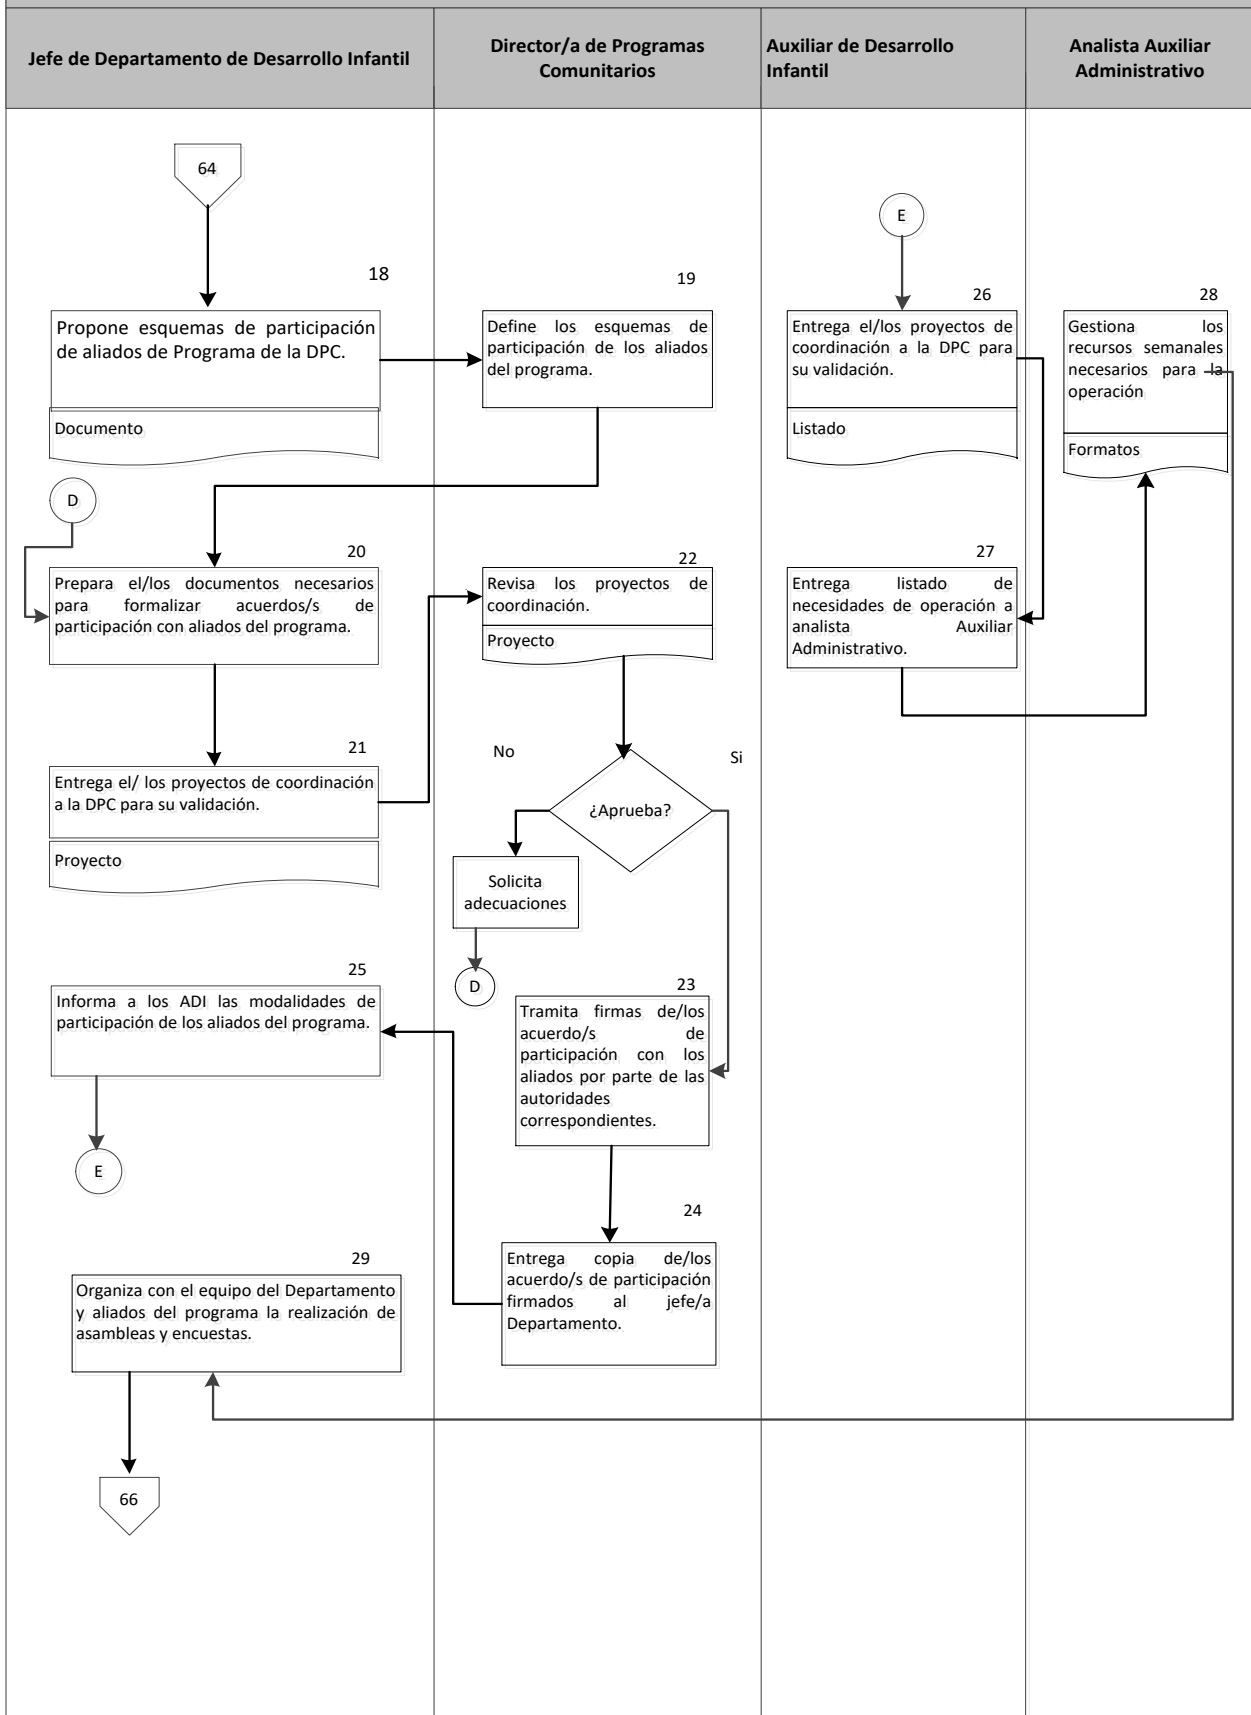 Jefe de Departamento de Desarrollo Infantil
Director/a de Programas
Comunitarios
Auxiliar de Desarrollo
Infantil
Analista Auxiliar
Administrativo
64
18
Propone esquemas de participación
de aliados de Programa de la DPC.
Documento
19
Define los esquemas de
participación de los aliados
del programa.
E
26
Entrega el/los proyectos de
coordinación a la DPC para
su validación.
Listado
28
Gestiona los
recursos semanales
necesarios para la
operación
Formatos
D
20
Prepara el/los documentos necesarios
para formalizar acuerdos/s de
participación con aliados del programa.
22
Revisa los proyectos de
coordinación.
Proyecto
27
Entrega listado de
necesidades de operación a
analista Auxiliar
Administrativo.
21
Entrega el/ los proyectos de coordinación
a la DPC para su validación.
Proyecto
No
Si
¿Aprueba?
Solicita
adecuaciones
D
25
Informa a los ADI las modalidades de
participación de los aliados del programa.
E
23
Tramita firmas de/los
acuerdo/s de
participación con los
aliados por parte de las
autoridades
correspondientes.
24
Entrega copia de/los
acuerdo/s de participación
firmados al jefe/a
Departamento.
29
Organiza con el equipo del Departamento
y aliados del programa la realización de
asambleas y encuestas.
66